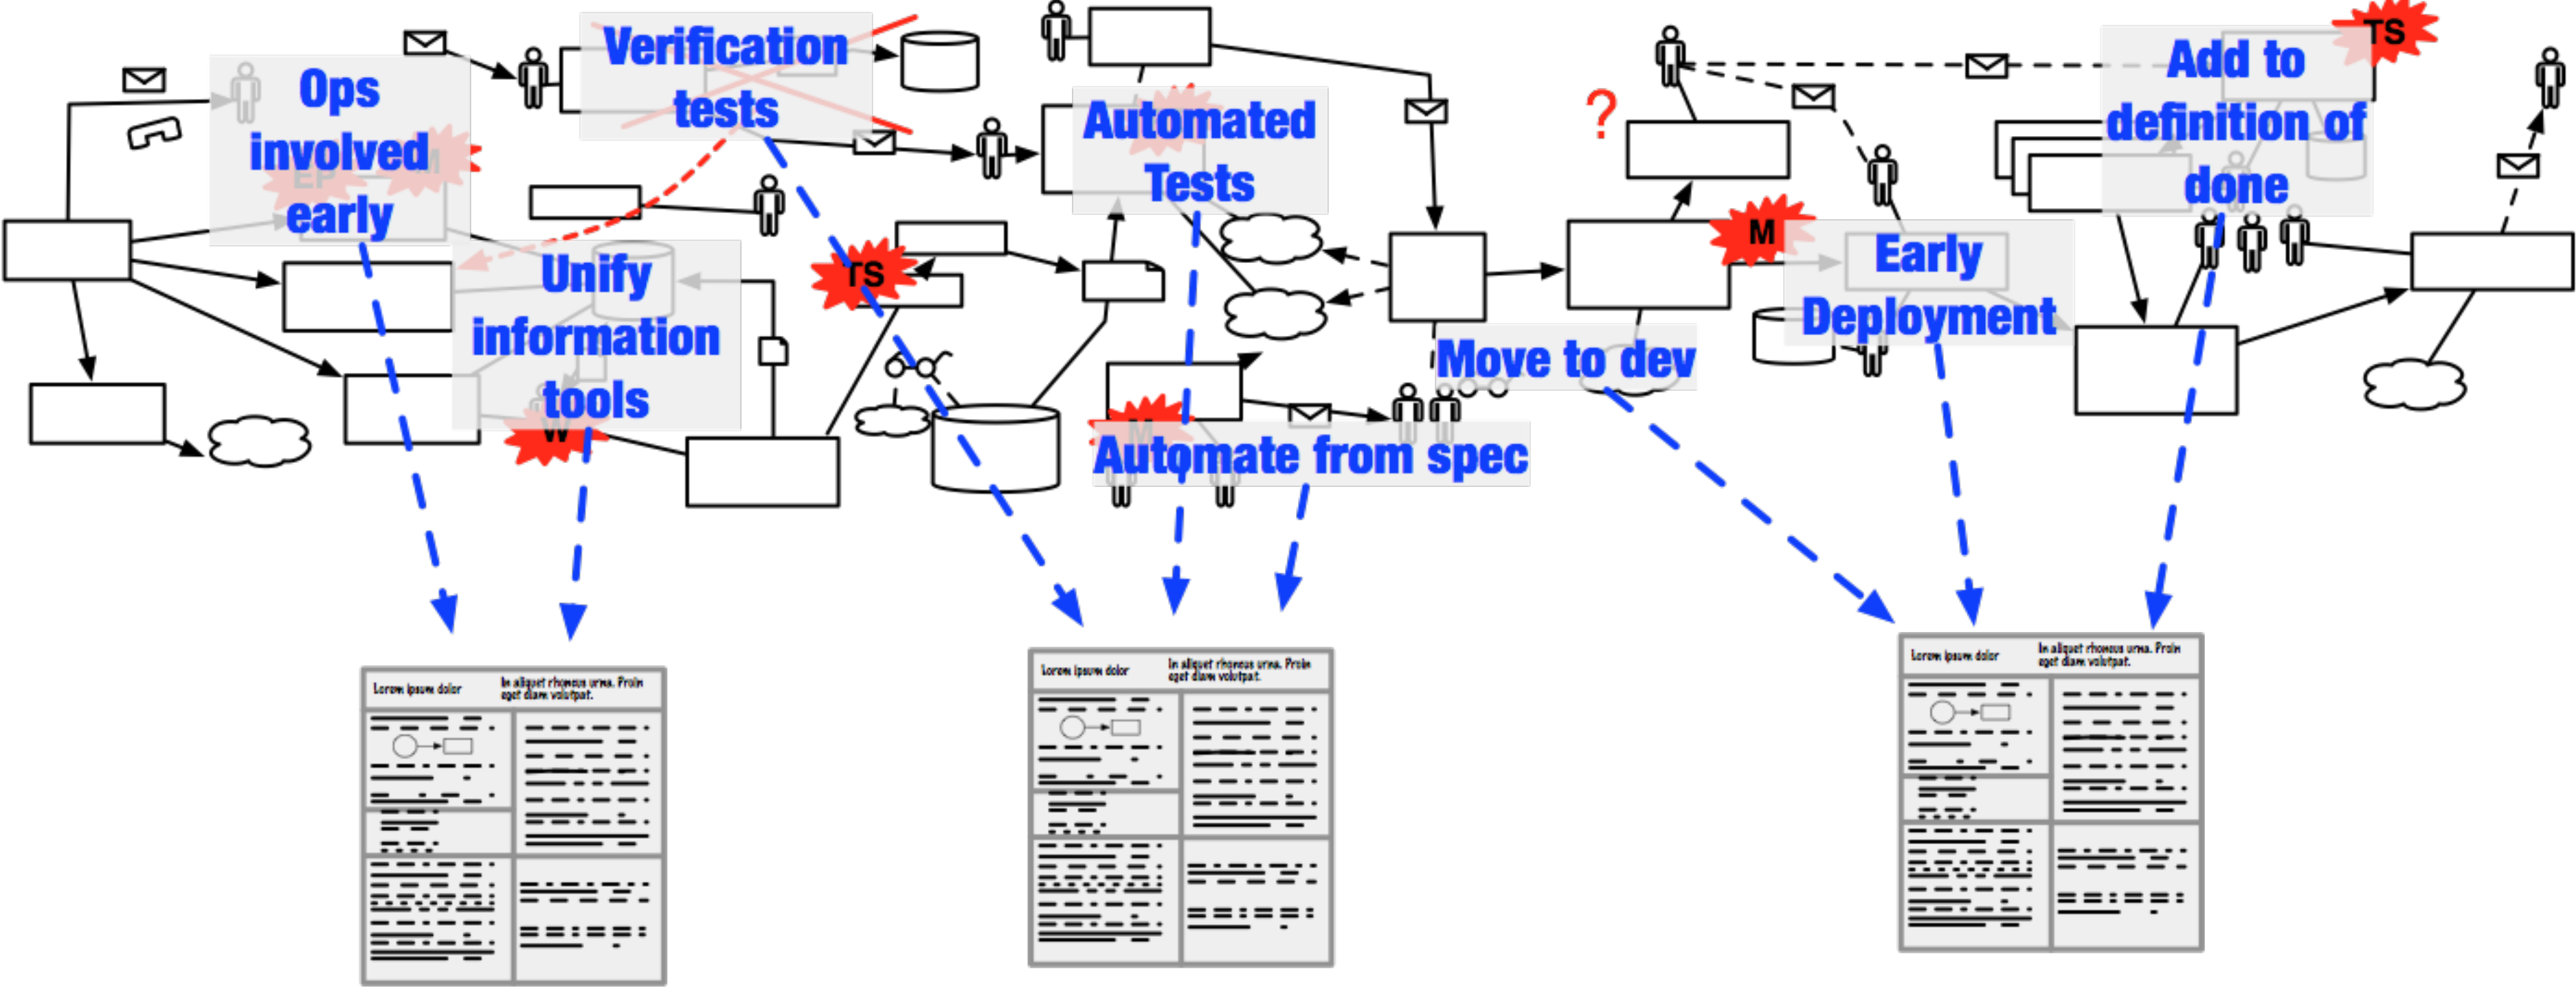 Ops
involved
early
EP
M
Verification
tests
Unify
information
tools
W
TS
Automated
Tests
M
Automate from spec
Move to dev
?
M
Early
Deployment
TS
Add to
definition of
done
Lorem ipsum dolor
In aliquet rhoncus urna. Proin
eget diam volutpat.
Lorem ipsum dolor
In aliquet rhoncus urna. Proin
eget diam volutpat.
Lorem ipsum dolor
In aliquet rhoncus urna. Proin
eget diam volutpat.